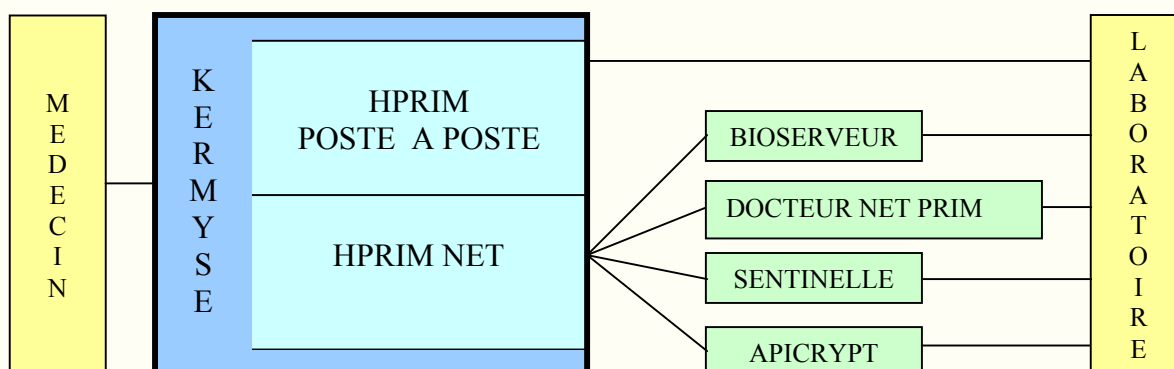 MEDECIN
KERMYSE
HPRIM
POSTE A POSTE
HPRIM NET
BIOSERVEUR
DOCTEUR NET PRIM
SENTINELLE
APICRYPT
LABORATOIRE